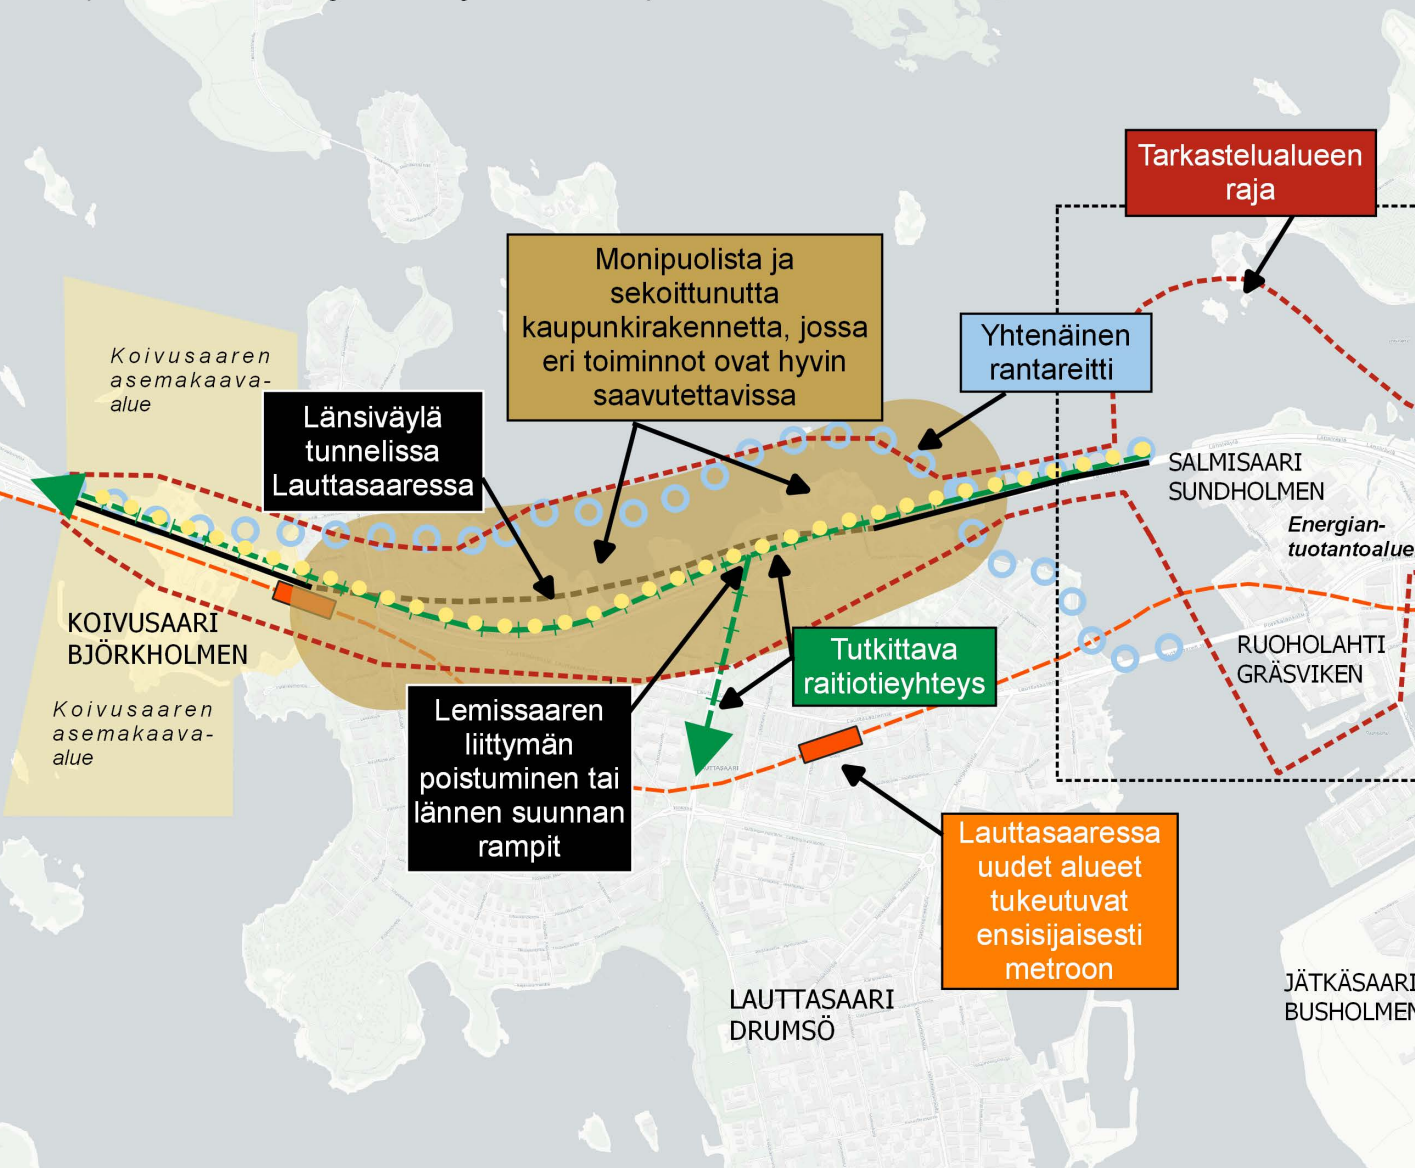 Tarkastelualueen
raja
Monipuolista ja
sekoittunutta
kaupunkirakennetta, jossa
eri toiminnot ovat hyvin
saavutettavissa
Yhtenäinen
rantareitti
Koivusaaren
asemakaava-
alue
Länsiväylä
tunnelissa
Lauttasaaressa
SALMISAARI
SUNDHOLMEN
Energian-
tuotantoalue
KOIVUSAARI
BJÖRKHOLMEN
Tutkittava
raitiotieyhteys
RUOHOLAHTI
GRÄSVIKEN
Koivusaaren
asemakaava-
alue
Lemissaaren
liittymän
poistuminen tai
lännen suunnan
rampit
Lauttasaaressa
uudet alueet
tukeutuvat
ensisijaisesti
metroon
LAUTTASAARI
DRUMSÖ
JÄTKÄSAARI
BUSHOLMEN